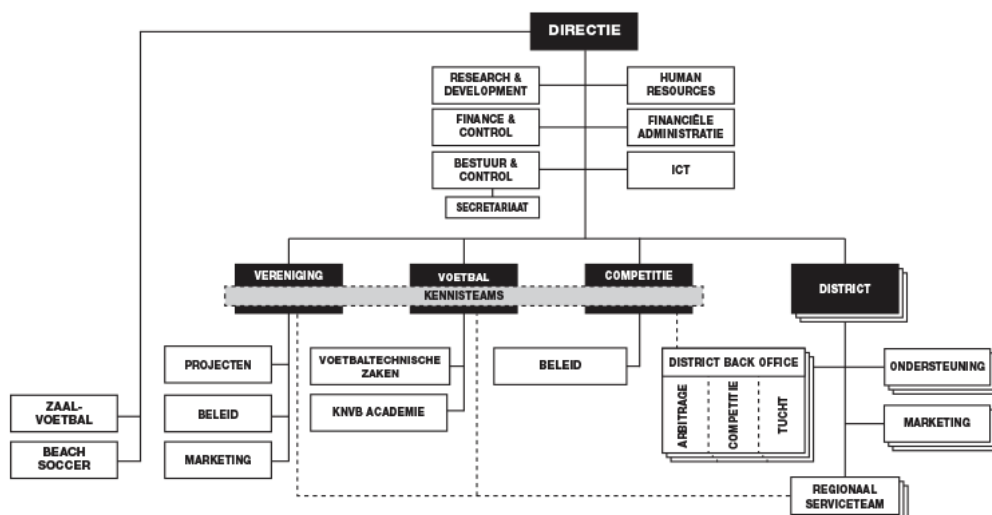 DIRECTIE
RESEARCH &
DEVELOPMENT
HUMAN
RESOURCES
FINANCE &
CONTROL
FINANCIËLE
ADMINISTRATIE
BESTUUR &
CONTROL
ICT
SECRETARIAAT
VERENIGING
VOETBAL
COMPETITIE
DISTRICT
KENNISTEAMS
PROJECTEN
VOETBALTECHNISCHE
ZAKEN
BELEID
DISTRICT BACK OFFICE
ARBITRAGE
COMPETITIE
TUCHT
ONDERSTEUNING
ZAAL-
VOETBAL
BELEID
KNVB ACADEMIE
MARKETING
BEACH
SOCCER
MARKETING
REGIONAAL
SERVICETEAM